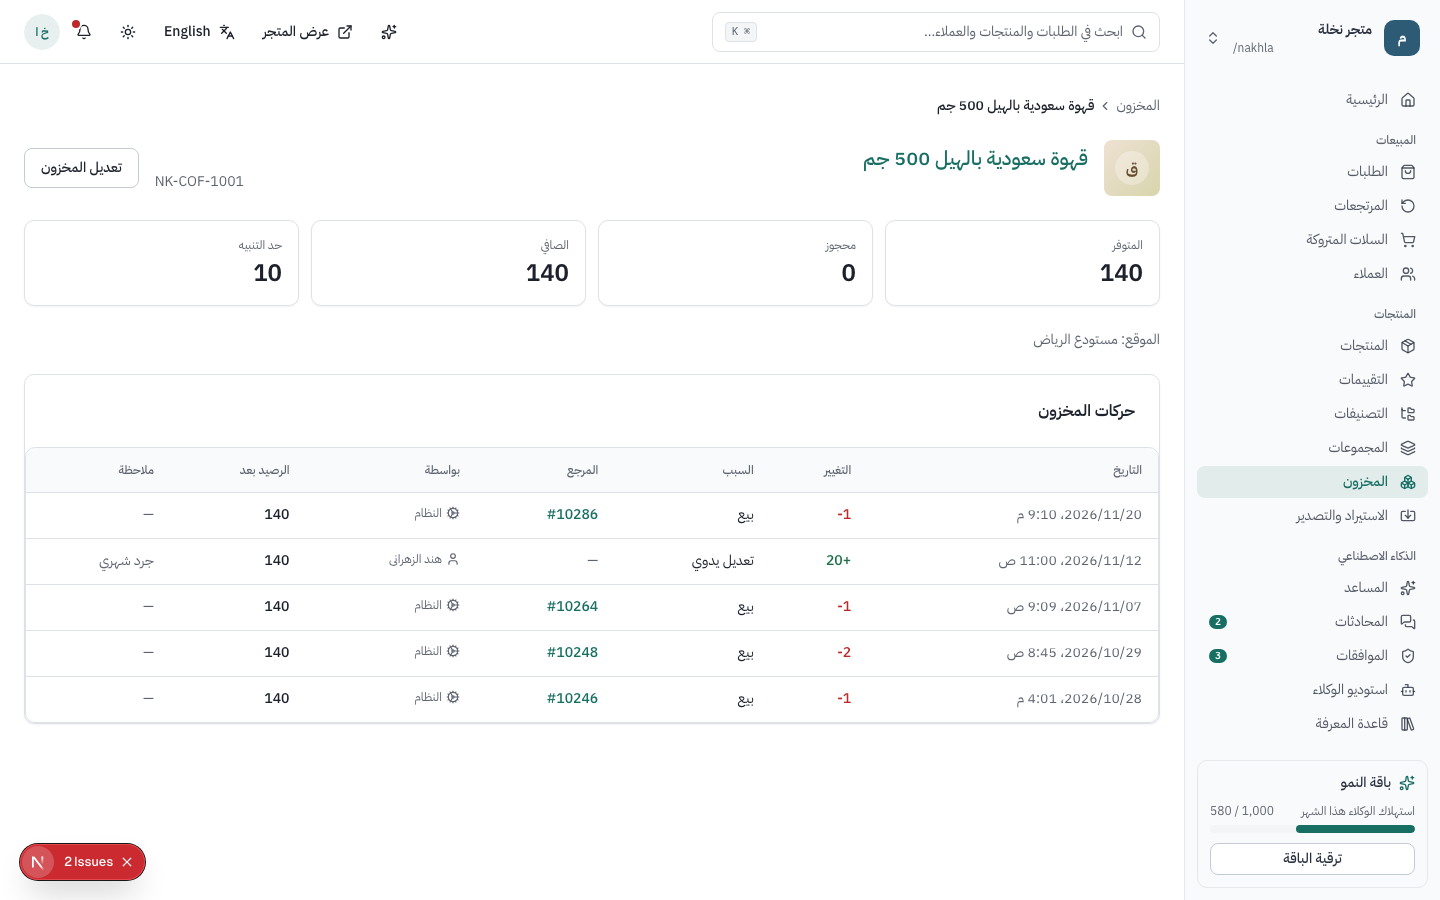 م
متجر نخلة
/nakhla
الرئيسية
المبيعات
الطلبات
المرتجعات
السلات المتروكة
العملاء
المنتجات
المنتجات
التقييمات
التصنيفات
المجموعات
المخزون
الاستيراد والتصدير
الذكاء الاصطناعي
المساعد
المحادثات 2
الموافقات 3
استوديو الوكلاء
قاعدة المعرفة
باقة النمو
استهلاك الوكلاء هذا الشهر 580 / 1,000
ترقية الباقة
ابحث في الطلبات والمنتجات والعملاء... ⌘ K
عرض المتجر
English
خ ا
المخزون › قهوة سعودية بالهيل 500 جم
ق
قهوة سعودية بالهيل 500 جم
NK-COF-1001
تعديل المخزون
المتوفر محجوز الصافي حد التنبيه
140 0 140 10
الموقع: مستودع الرياض
حركات المخزون
التاريخ التغيير السبب المرجع بواسطة الرصيد بعد ملاحظة
2026/11/20، 9:10 م -1 بيع #10286 النظام 140 —
2026/11/12، 11:00 ص +20 تعديل يدوي — هند الزهراني 140 جرد شهري
2026/11/07، 9:09 ص -1 بيع #10264 النظام 140 —
2026/10/29، 8:45 ص -2 بيع #10248 النظام 140 —
2026/10/28، 4:01 م -1 بيع #10246 النظام 140 —
N 2 Issues